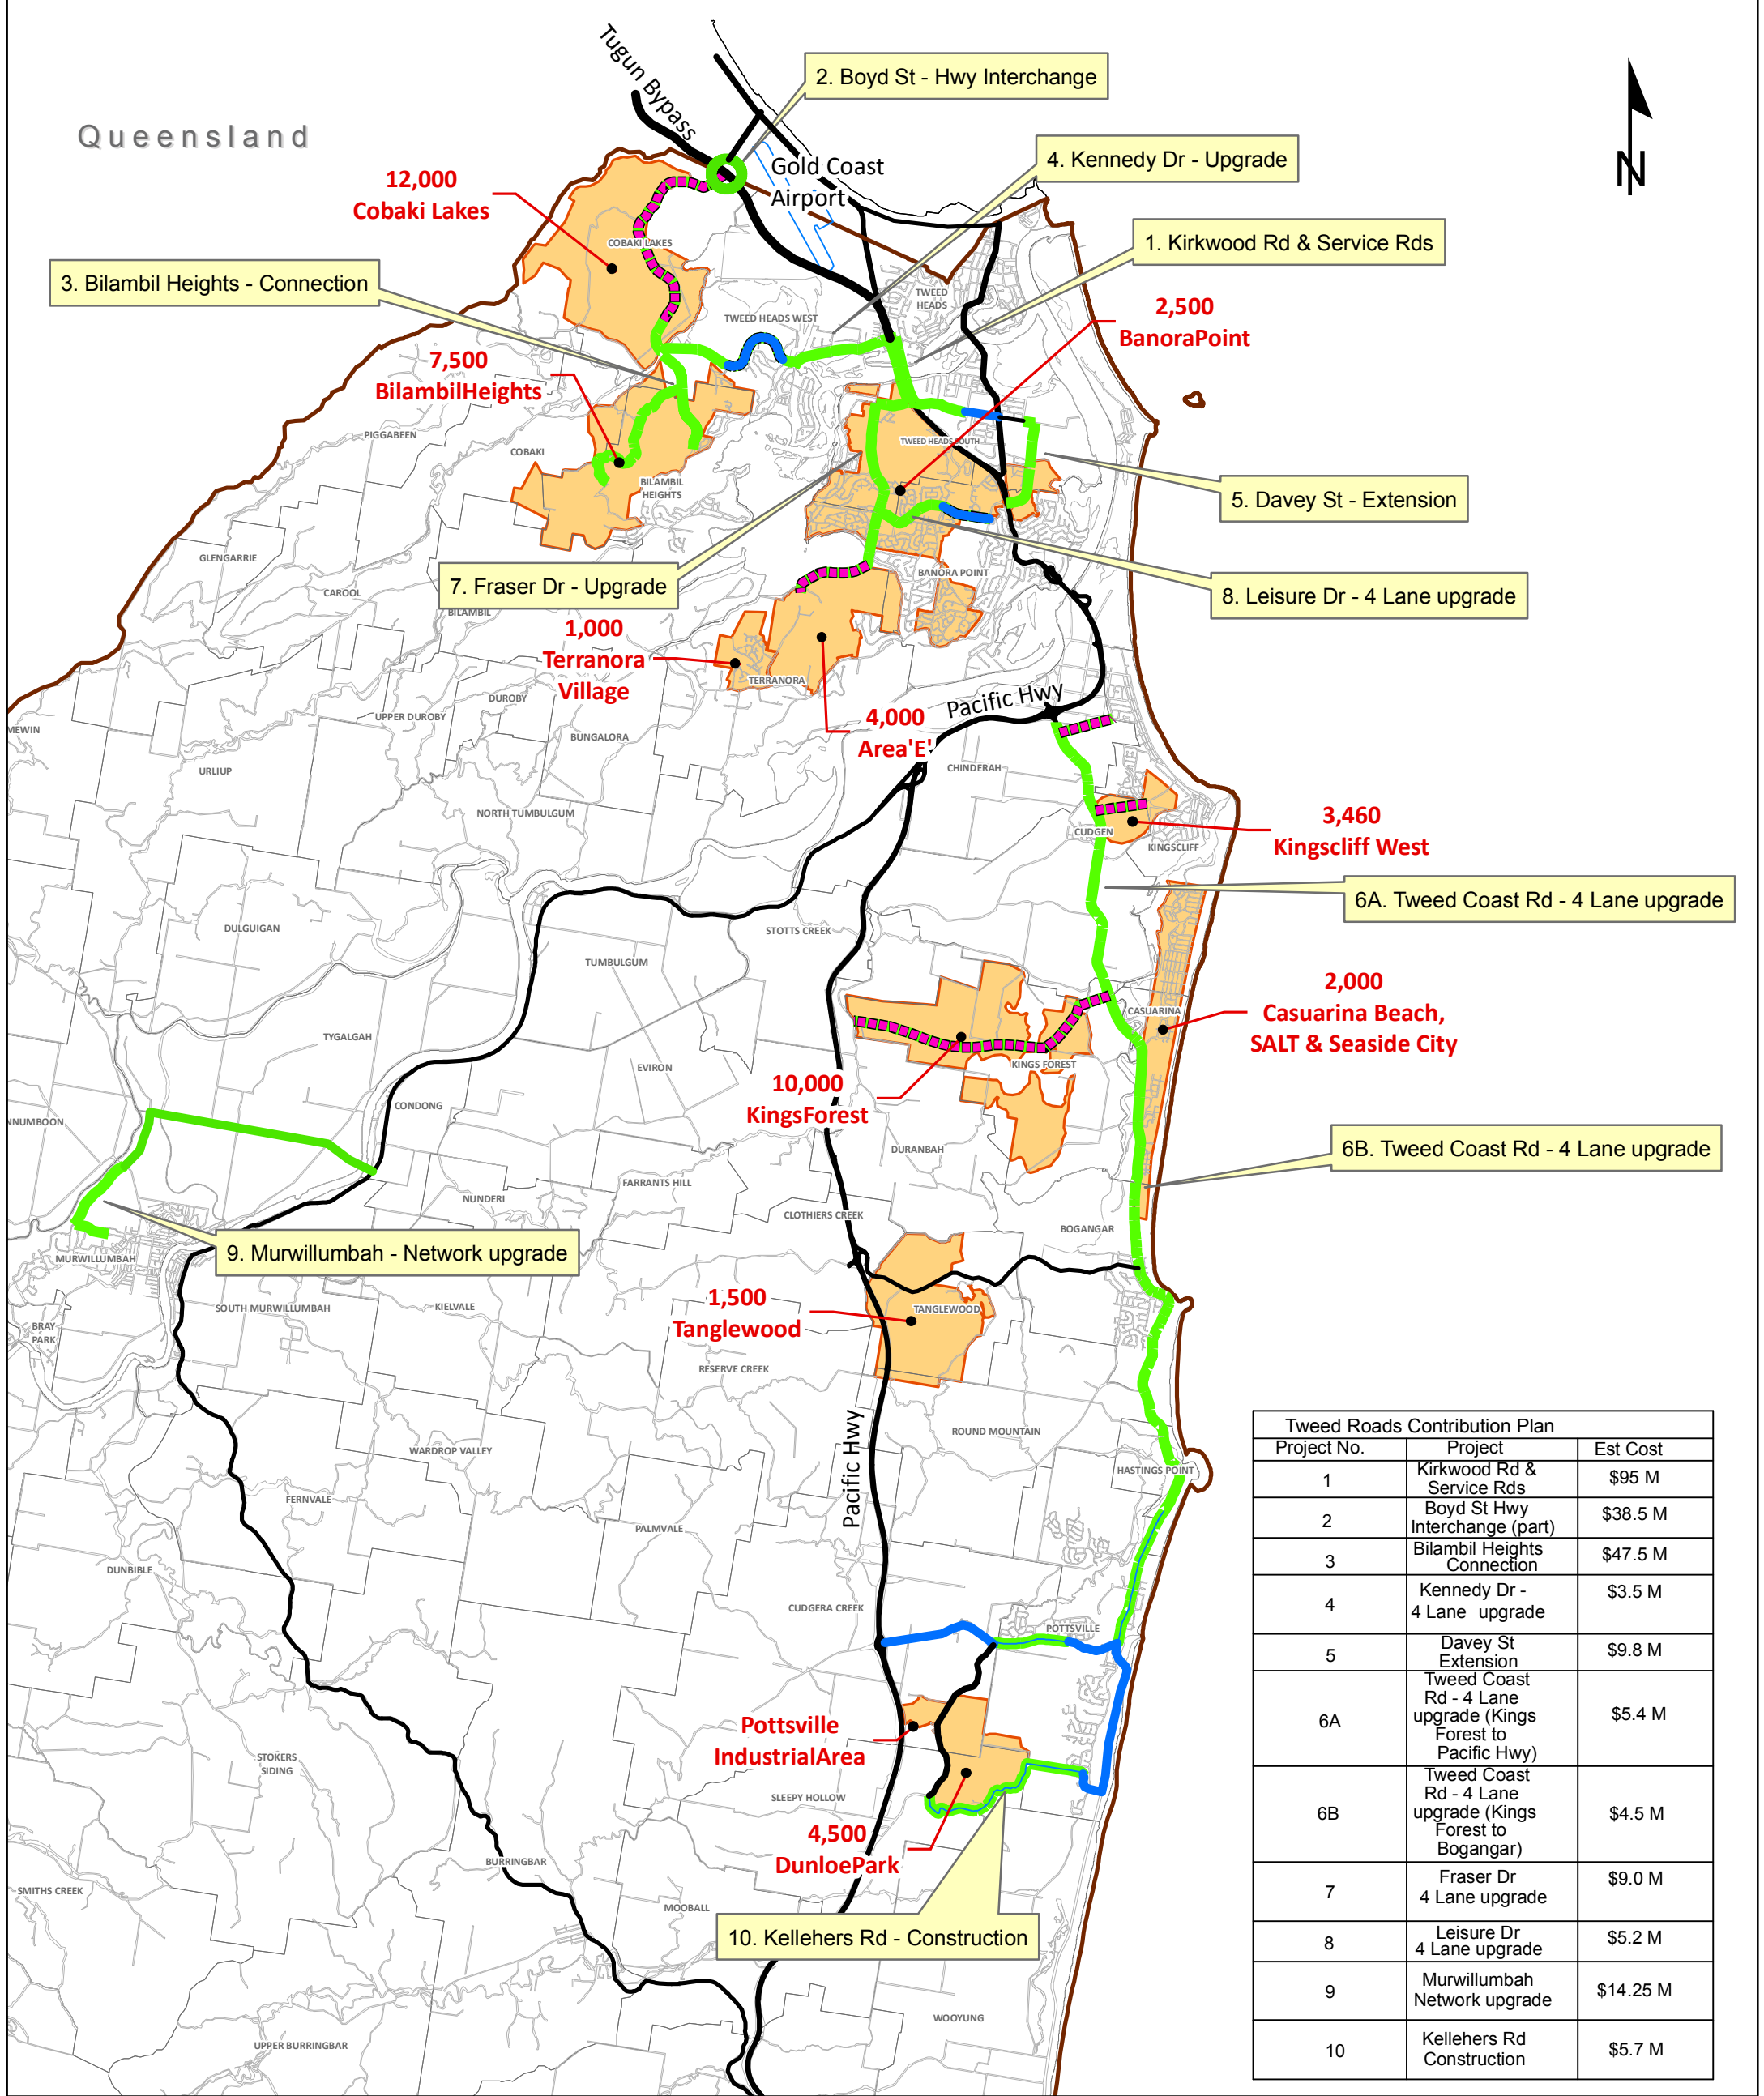 Queensland
Tugun Bypass
2. Boyd St - Hwy Interchange
Gold Coast
Airport
4. Kennedy Dr - Upgrade
N
12,000
Cobaki Lakes
COBAKI LAKES
1. Kirkwood Rd & Service Rds
3. Bilambil Heights - Connection
TWEED
HEADS
TWEED HEADS WEST
2,500
BanoraPoint
7,500
BilambilHeights
PIGGABEEN
COBAKI
TWEED HEADS SOUTH
BILAMBIL
HEIGHTS
5. Davey St - Extension
GLENGARRIE
CAROOL
7. Fraser Dr - Upgrade
BANORA POINT
8. Leisure Dr - 4 Lane upgrade
BILAMBIL
1,000
Terranora
Village
TERRANORA
DUROBY
UPPER DUROBY
MEWIN
BUNGALORA
4,000
Area'E'
Pacific Hwy
URLIUP
CHINDERAH
NORTH TUMBULGUM
CUDGEN
KINGSCLIFF
3,460
Kingscliff West
6A. Tweed Coast Rd - 4 Lane upgrade
DULGUIGAN
STOTTS CREEK
TUMBULGUM
2,000
Casuarina Beach,
SALT & Seaside City
CASUARINA
TYGALGAH
EVIRON
KINGS FOREST
10,000
KingsForest
CONDONG
NNUMBOON
DURANBAH
6B. Tweed Coast Rd - 4 Lane upgrade
FARRANTS HILL
NUNDERI
CLOTHIERS CREEK
BOGANGAR
9. Murwillumbah - Network upgrade
MURWILLUMBAH
SOUTH MURWILLUMBAH
KIELVALE
1,500
Tanglewood
TANGLEWOOD
BRAY
PARK
RESERVE CREEK
Pacific Hwy
ROUND MOUNTAIN
WARDROP VALLEY
HASTINGS POINT
FERNVALE
PALMVALE
DUNBIBLE
CUDGERA CREEK
POTTSVILLE
Pottsville
IndustrialArea
STOKERS
SIDING
SLEEPY HOLLOW
4,500
DunloePark
BURRINGBAR
SMITHS CREEK
MOOBALL
10. Kellehers Rd - Construction
WOOYUNG
UPPER BURRINGBAR
Tweed Roads Contribution Plan
Project No. Project Est Cost
1 Kirkwood Rd & $95 M
Service Rds
2 Boyd St Hwy $38.5 M
Interchange (part)
3 Bilambil Heights $47.5 M
Connection
4 Kennedy Dr - $3.5 M
4 Lane upgrade
5 Davey St $9.8 M
Extension
6A Tweed Coast $5.4 M
Rd - 4 Lane
upgrade (Kings
Forest to
Pacific Hwy)
6B Tweed Coast $4.5 M
Rd - 4 Lane
upgrade (Kings
Forest to
Bogangar)
7 Fraser Dr $9.0 M
4 Lane upgrade
8 Leisure Dr $5.2 M
4 Lane upgrade
9 Murwillumbah $14.25 M
Network upgrade
10 Kellehers Rd $5.7 M
Construction